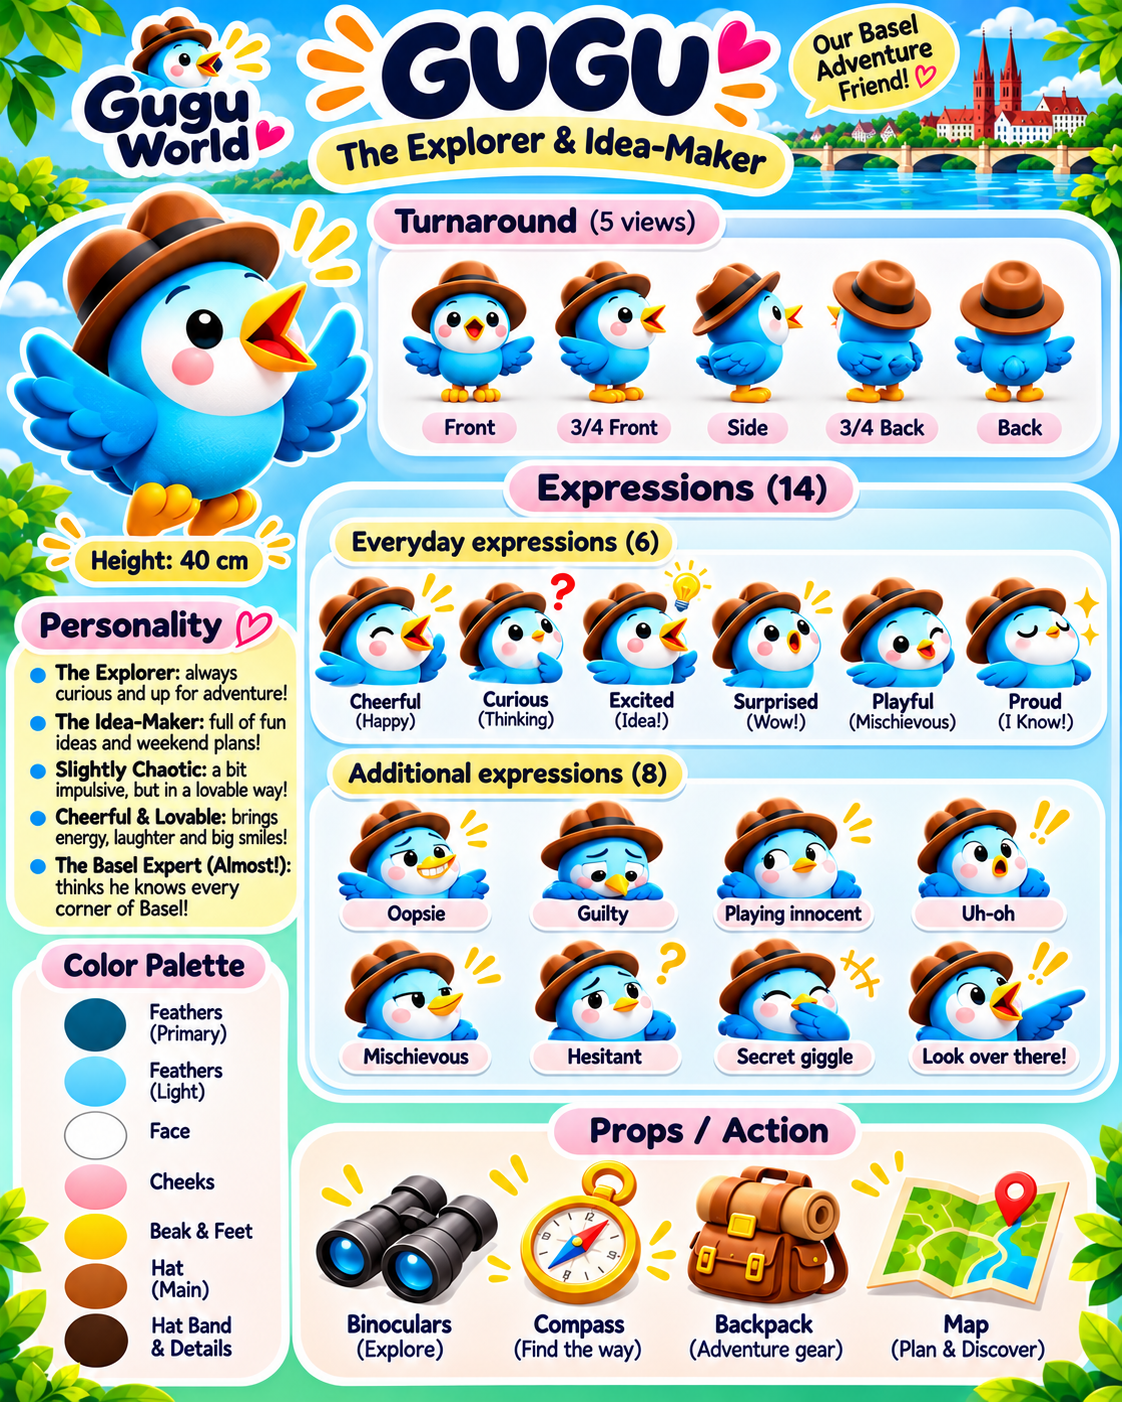 Gugu
World
GUGU
The Explorer & Idea-Maker
Our Basel
Adventure
Friend!
Turnaround (5 views)
Front
3/4 Front
Side
3/4 Back
Back
Height: 40 cm
Personality
The Explorer: always
curious and up for adventure!
The Idea-Maker: full of fun
ideas and weekend plans!
Slightly Chaotic: a bit
impulsive, but in a lovable way!
Cheerful & Lovable: brings
energy, laughter and big smiles!
The Basel Expert (Almost!):
thinks he knows every
corner of Basel!
Color Palette
Feathers
(Primary)
Feathers
(Light)
Face
Cheeks
Beak & Feet
Hat
(Main)
Hat Band
& Details
Expressions (14)
Everyday expressions (6)
?
Cheerful
(Happy)
Curious
(Thinking)
Excited
(Idea!)
Surprised
(Wow!)
Playful
(Mischievous)
Proud
(I Know!)
Additional expressions (8)
!!
Oopsie
Guilty
Playing innocent
Uh-oh
?
!!
Mischievous
Hesitant
Secret giggle
Look over there!
Props / Action
12
Binoculars
(Explore)
Compass
(Find the way)
Backpack
(Adventure gear)
Map
(Plan & Discover)